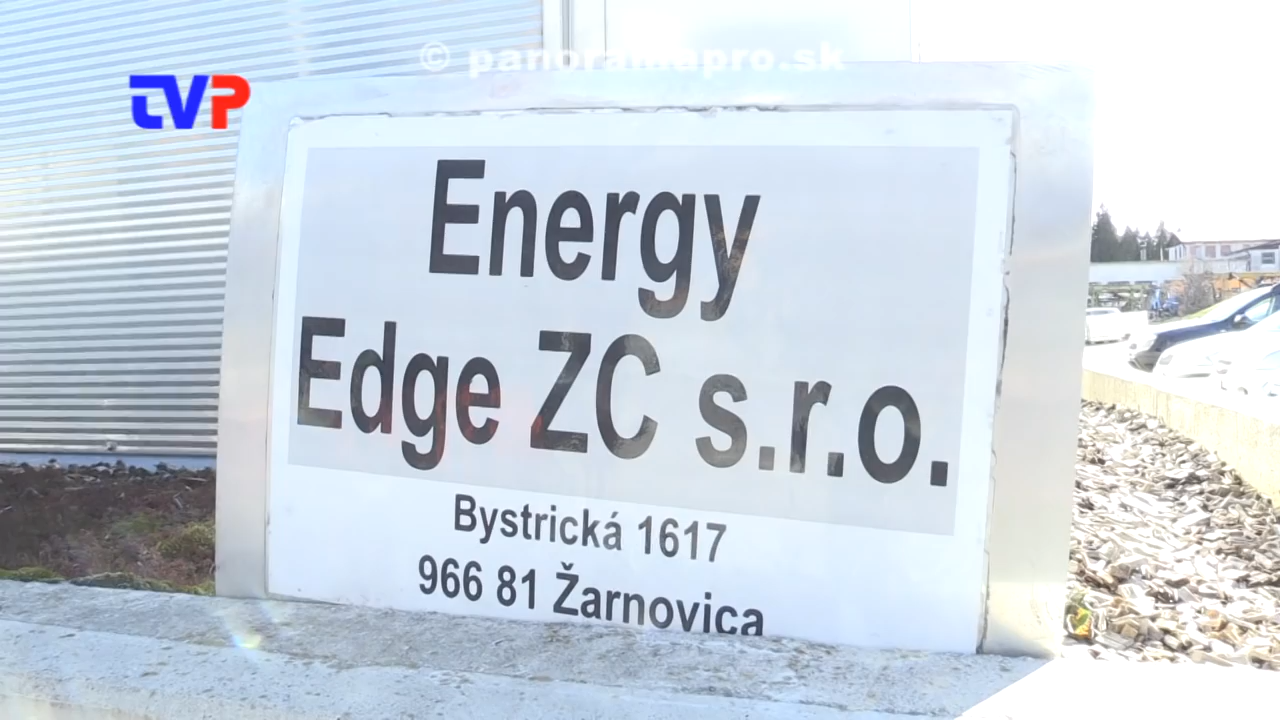 © panoramapro.sk
TVP
Energy
Edge ZC s.r.o.
Bystrická 1617
966 81 Žarnovica